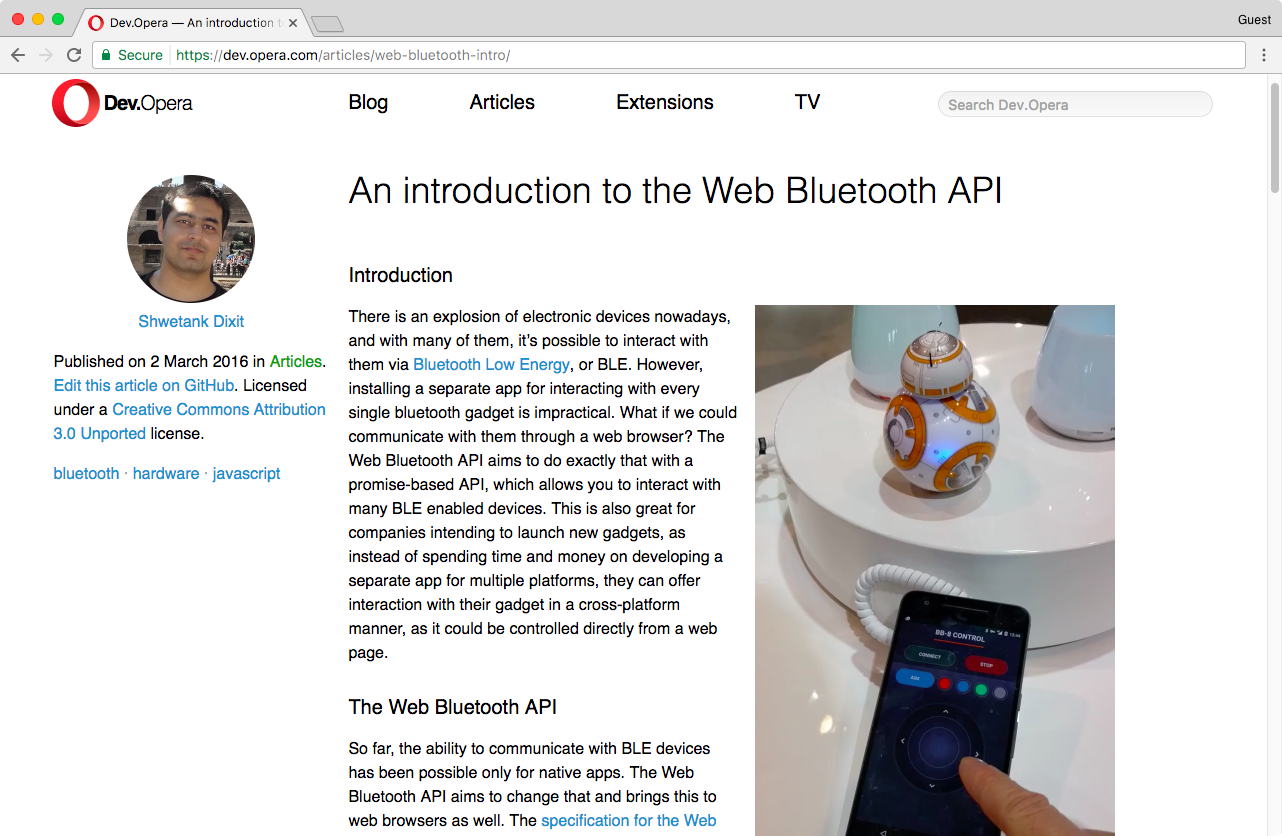 Dev.Opera — An introduction t
Guest
Secure
https://dev.opera.com/articles/web-bluetooth-intro/
Dev.Opera
Blog
Articles
Extensions
TV
Search Dev.Opera
An introduction to the Web Bluetooth API
Shwetank Dixit
Published on 2 March 2016 in Articles.
Edit this article on GitHub. Licensed
under a Creative Commons Attribution
3.0 Unported license.
bluetooth · hardware · javascript
Introduction
There is an explosion of electronic devices nowadays,
and with many of them, it’s possible to interact with
them via Bluetooth Low Energy, or BLE. However,
installing a separate app for interacting with every
single bluetooth gadget is impractical. What if we could
communicate with them through a web browser? The
Web Bluetooth API aims to do exactly that with a
promise-based API, which allows you to interact with
many BLE enabled devices. This is also great for
companies intending to launch new gadgets, as
instead of spending time and money on developing a
separate app for multiple platforms, they can offer
interaction with their gadget in a cross-platform
manner, as it could be controlled directly from a web
page.
The Web Bluetooth API
So far, the ability to communicate with BLE devices
has been possible only for native apps. The Web
Bluetooth API aims to change that and brings this to
web browsers as well. The specification for the Web
BB-8 CONTROL
CONNECT
STOP